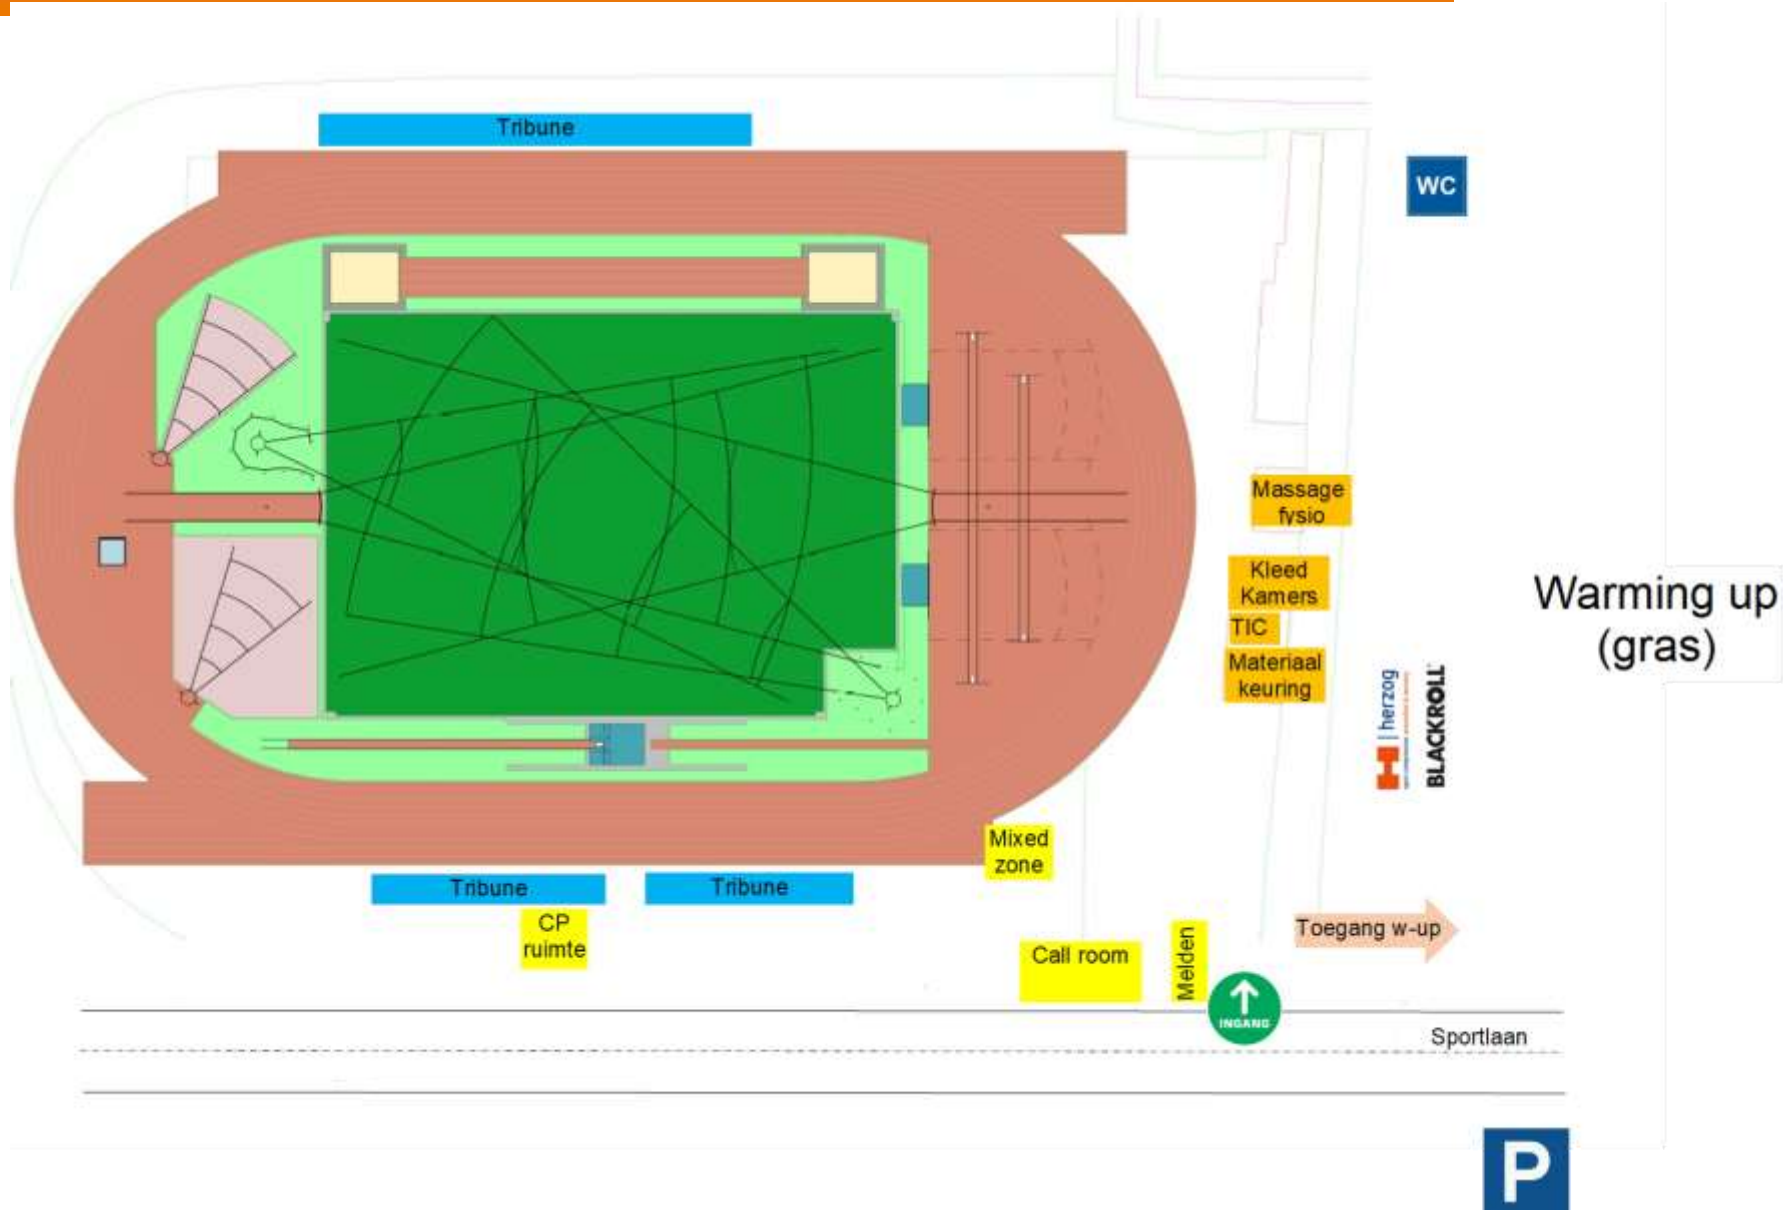 Tribune
WC
Massage
fysio
Kleed
Kamers
TIC
Materiaal
keuring
Warming up
(gras)
herzog
BLACKROLL
Mixed
zone
Tribune
Tribune
CP
ruimte
Call room
Melden
Toegang w-up
INGANG
Sportlaan
P